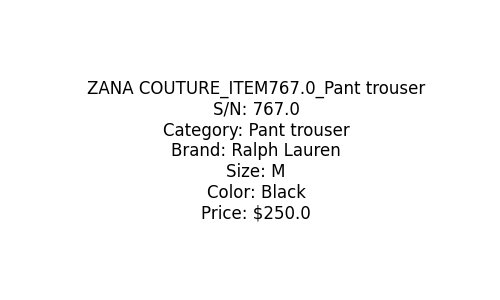 ZANA COUTURE_ITEM767.0_Pant trouser
S/N: 767.0
Category: Pant trouser
Brand: Ralph Lauren
Size: M
Color: Black
Price: $250.0